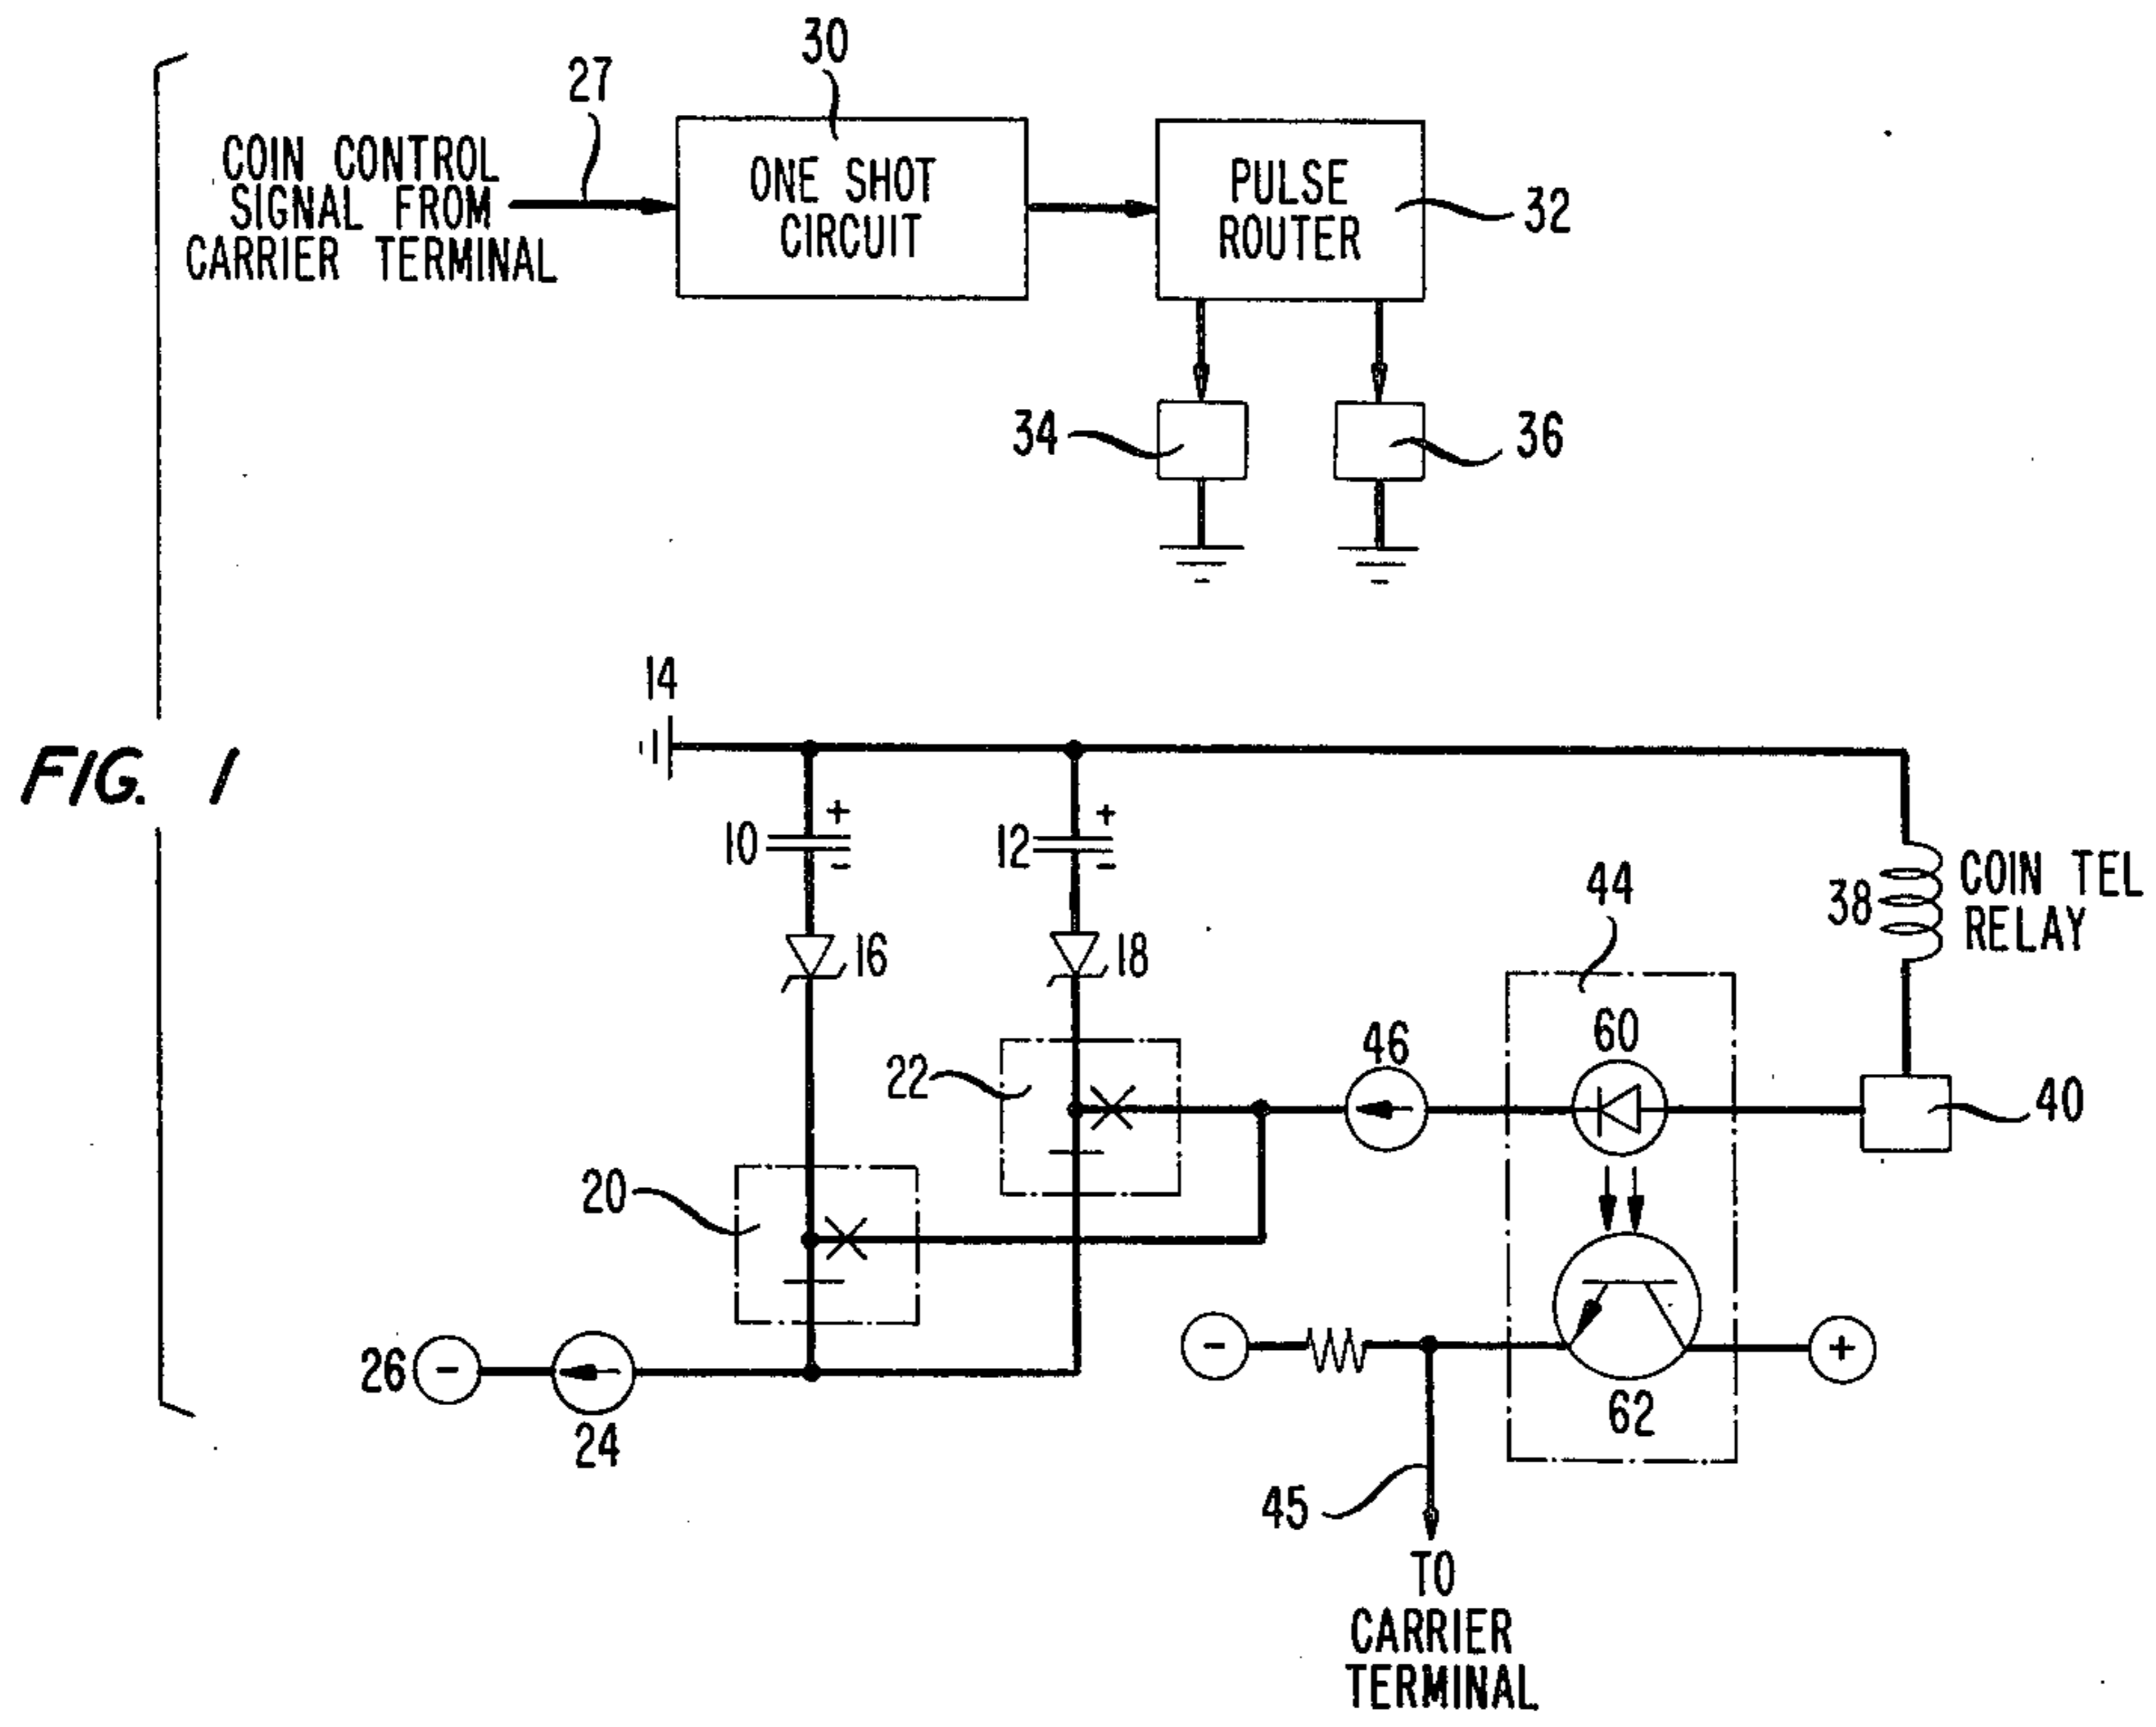 30
27
COIN CONTROL
SIGNAL FROM
CARRIER TERMINAL
ONE SHOT
CIRCUIT
PULSE
ROUTER
32
34
36
14
FIG. 1
+
10
-
+
12
-
16
18
38
COIN TEL
RELAY
44
60
46
22
40
20
26
-
24
-
+
62
45
TO
CARRIER
TERMINAL